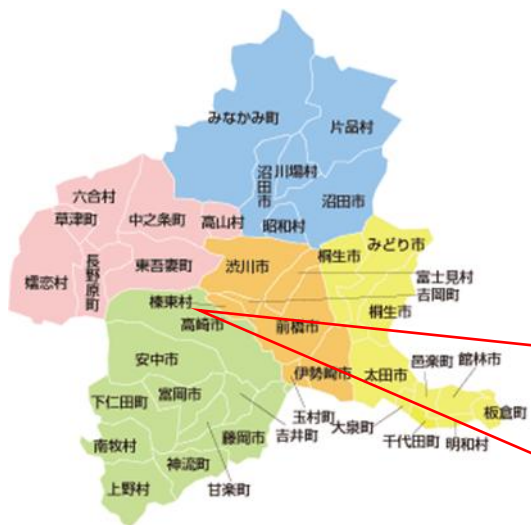 みなかみ町
片品村
川場村
沼田市
沼田市
昭和村
六合村
草津町
中之条町
高山村
嬬恋村
長野原町
東吾妻町
渋川市
桐生市
みどり市
富士見村
吉岡町
榛東村
高崎市
前橋市
桐生市
安中市
伊勢崎市
太田市
邑楽町
館林市
下仁田町
富岡市
玉村町
大泉町
板倉町
千代田町
明和村
南牧村
藤岡市
吉井町
神流町
甘楽町
上野村